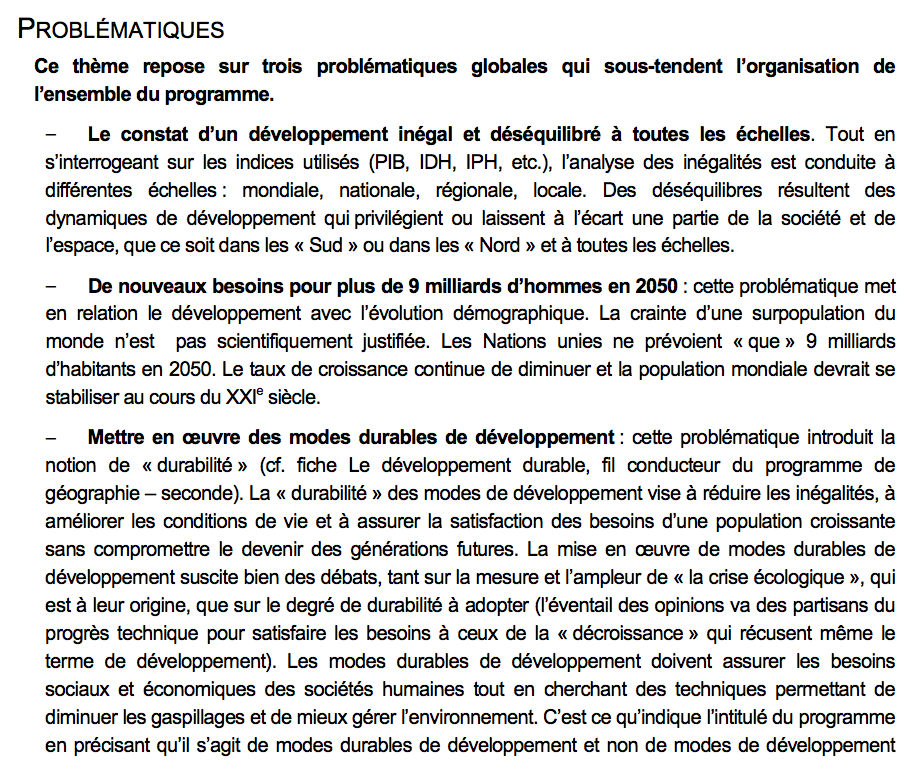 PROBLÉMATIQUES
Ce thème repose sur trois problématiques globales qui sous-tendent l'organisation de
l'ensemble du programme.
– Le constat d'un développement inégal et déséquilibré à toutes les échelles. Tout en
s'interrogeant sur les indices utilisés (PIB, IDH, IPH, etc.), l'analyse des inégalités est conduite à
différentes échelles : mondiale, nationale, régionale, locale. Des déséquilibres résultent des
dynamiques de développement qui privilégient ou laissent à l'écart une partie de la société et de
l'espace, que ce soit dans les « Sud » ou dans les « Nord » et à toutes les échelles.
– De nouveaux besoins pour plus de 9 milliards d'hommes en 2050 : cette problématique met
en relation le développement avec l'évolution démographique. La crainte d'une surpopulation du
monde n'est pas scientifiquement justifiée. Les Nations unies ne prévoient « que » 9 milliards
d'habitants en 2050. Le taux de croissance continue de diminuer et la population mondiale devrait se
stabiliser au cours du XXIe siècle.
– Mettre en œuvre des modes durables de développement : cette problématique introduit la
notion de « durabilité » (cf. fiche Le développement durable, fil conducteur du programme de
géographie – seconde). La « durabilité » des modes de développement vise à réduire les inégalités, à
améliorer les conditions de vie et à assurer la satisfaction des besoins d'une population croissante
sans compromettre le devenir des générations futures. La mise en œuvre de modes durables de
développement suscite bien des débats, tant sur la mesure et l'ampleur de « la crise écologique », qui
est à leur origine, que sur le degré de durabilité à adopter (l'éventail des opinions va des partisans du
progrès technique pour satisfaire les besoins à ceux de la « décroissance » qui récusent même le
terme de développement). Les modes durables de développement doivent assurer les besoins
sociaux et économiques des sociétés humaines tout en cherchant des techniques permettant de
diminuer les gaspillages et de mieux gérer l'environnement. C'est ce qu'indique l'intitulé du programme
en précisant qu'il s'agit de modes durables de développement et non de modes de développement